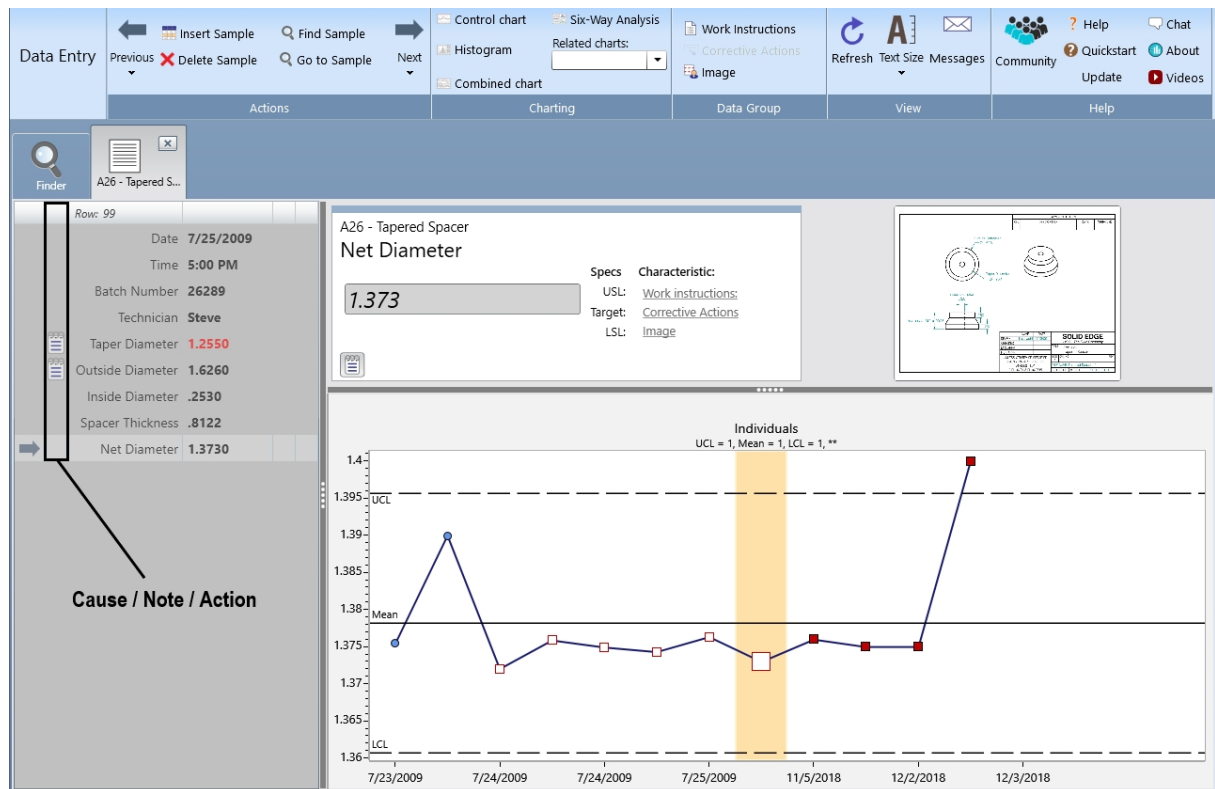 Data Entry
Previous
Insert Sample
Delete Sample
Find Sample
Go to Sample
Next
Actions
Control chart
Histogram
Combined chart
Six-Way Analysis
Related charts:
Charting
Work Instructions
Corrective Actions
Image
Data Group
Refresh
Text Size
Messages
View
Community
? Help
Quickstart
Update
Chat
About
Videos
Help
Finder
A26 - Tapered S...
Row: 99
Date 7/25/2009
Time 5:00 PM
Batch Number 26289
Technician Steve
Taper Diameter 1.2550
Outside Diameter 1.6260
Inside Diameter .2530
Spacer Thickness .8122
Net Diameter 1.3730
Cause / Note / Action
A26 - Tapered Spacer
Net Diameter
1.373
Specs Characteristic:
USL: Work instructions:
Target: Corrective Actions
LSL: Image
SOLID EDGE
Individuals
UCL = 1, Mean = 1, LCL = 1, **
1.4
1.395
UCL
1.39
1.385
1.38
Mean
1.375
1.37
1.365
LCL
1.36
7/23/2009 7/24/2009 7/24/2009 7/25/2009 11/5/2018 12/2/2018 12/3/2018